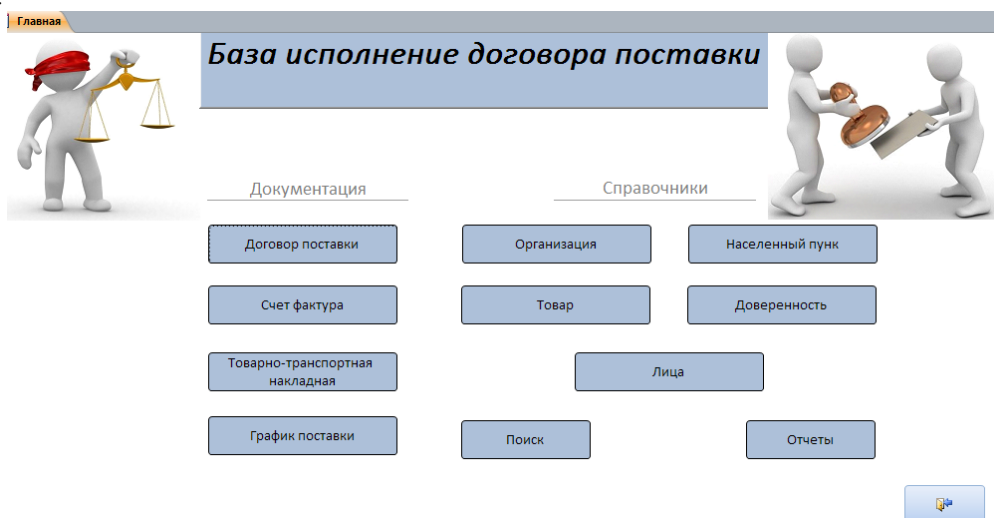 Главная
База исполнение договора поставки
Документация
Справочники
Договор поставки
Организация
Населенный пунк
Счет фактура
Товар
Доверенность
Товарно-транспортная
накладная
Лица
График поставки
Поиск
Отчеты